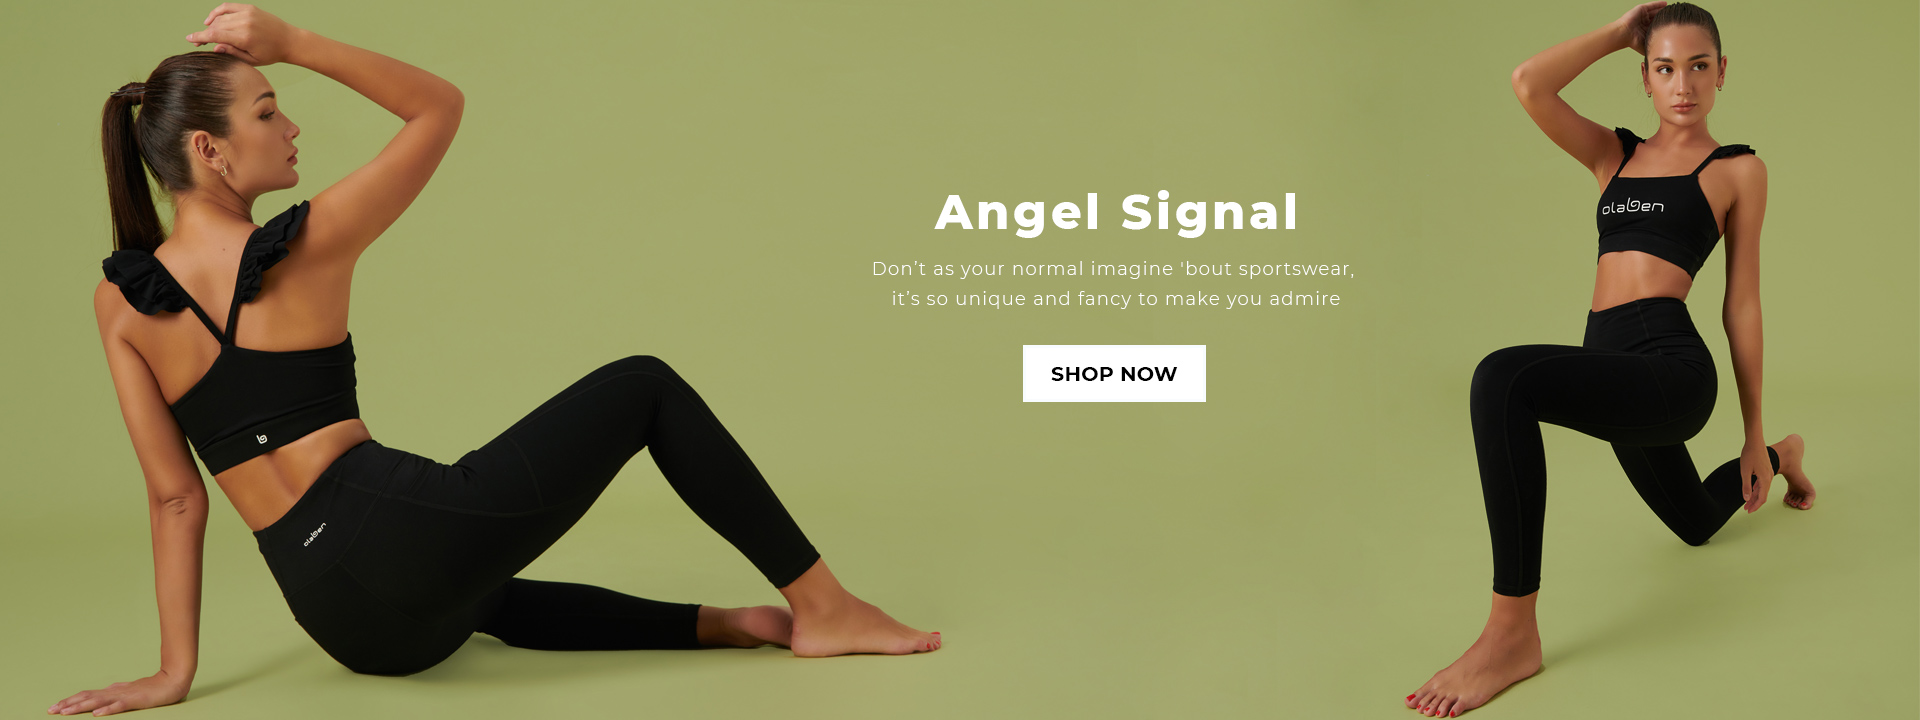 Angel Signal
Don’t as your normal imagine 'bout sportswear,
it’s so unique and fancy to make you admire
SHOP NOW
olaben
olaben